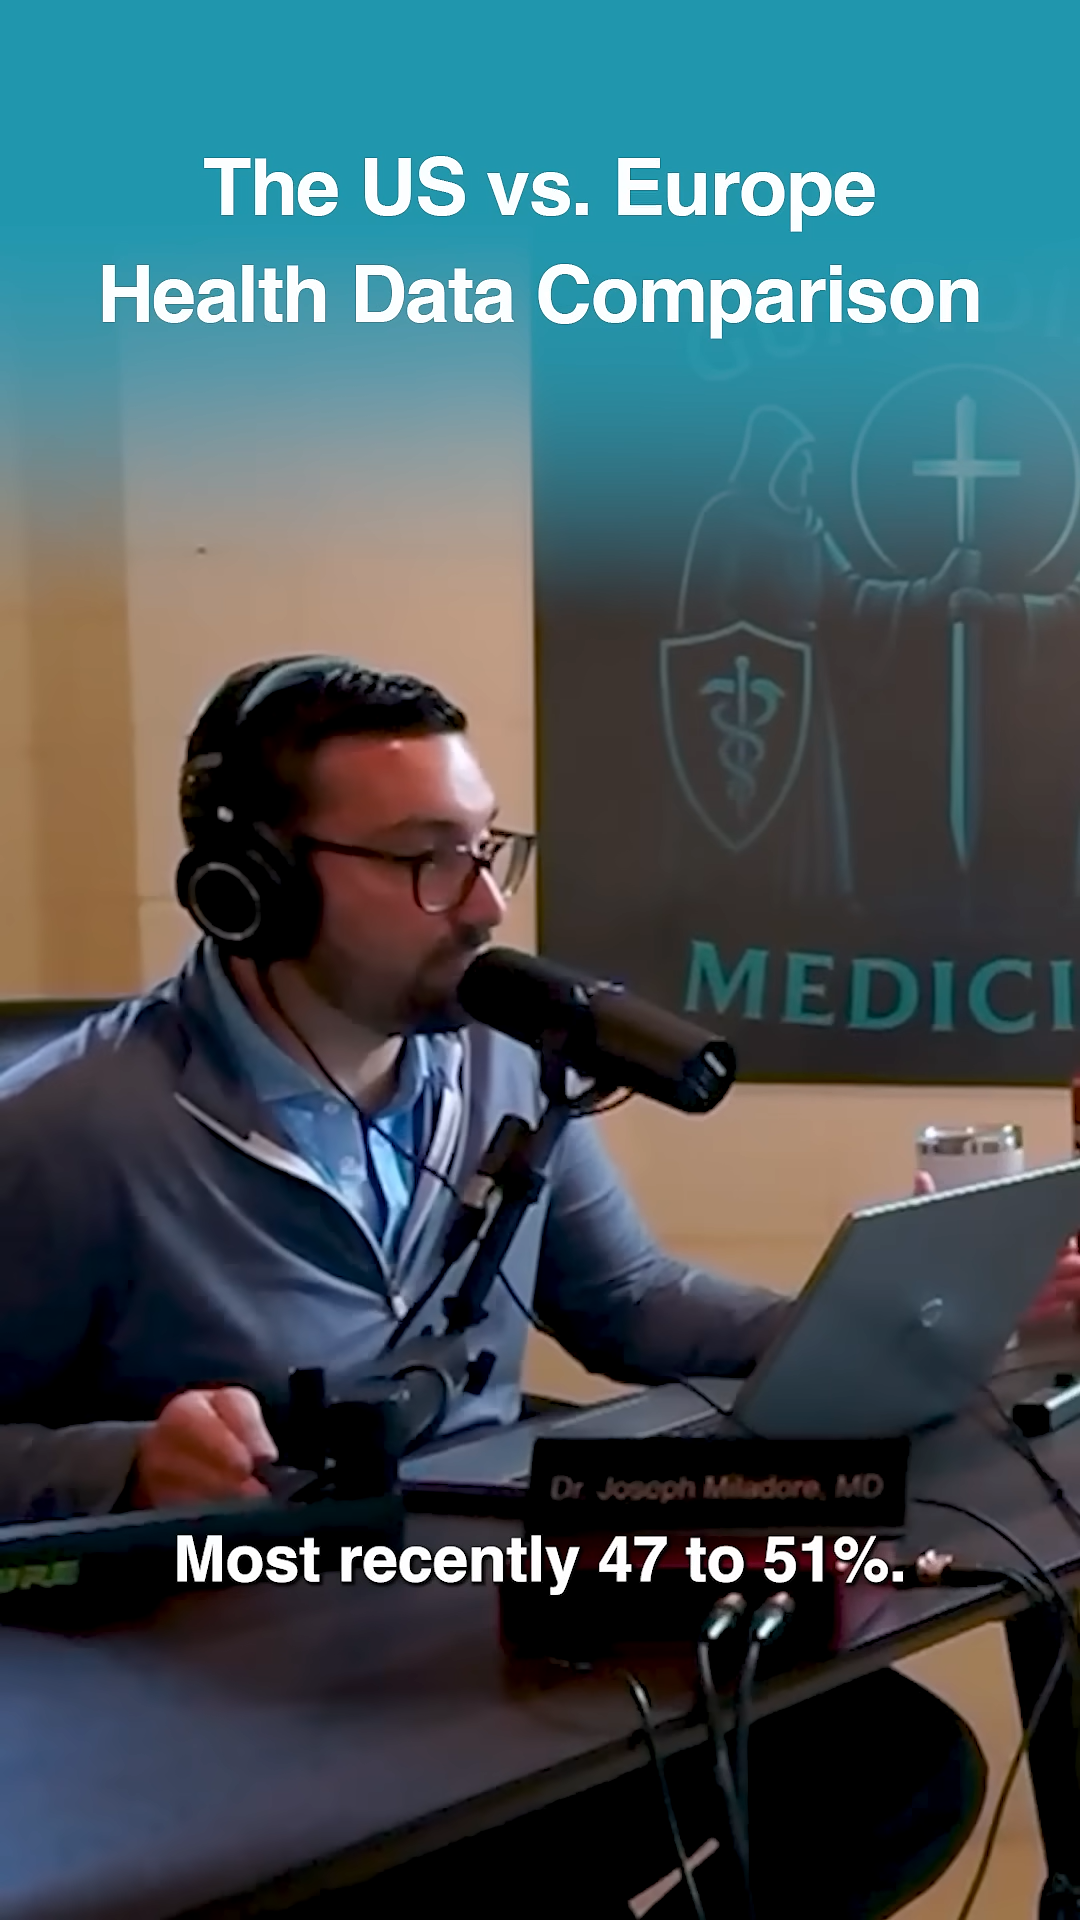 The US vs. Europe
Health Data Comparison
MEDICI
Dr. Joseph Miladore, MD
Most recently 47 to 51%.